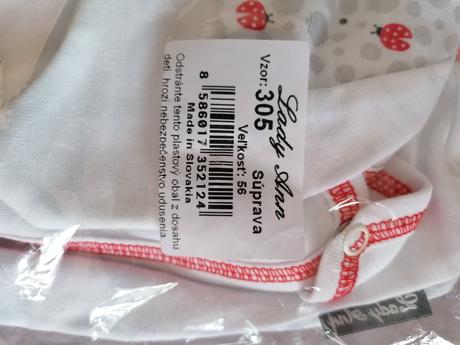 Lady Ann
Súprava
Vzor: 305
Veľkosť: 56
8 586017 352124
Made in Slovakia
Odstráňte tento plastový obal z dosahu
detí, hrozí nebezpečenstvo udusenia